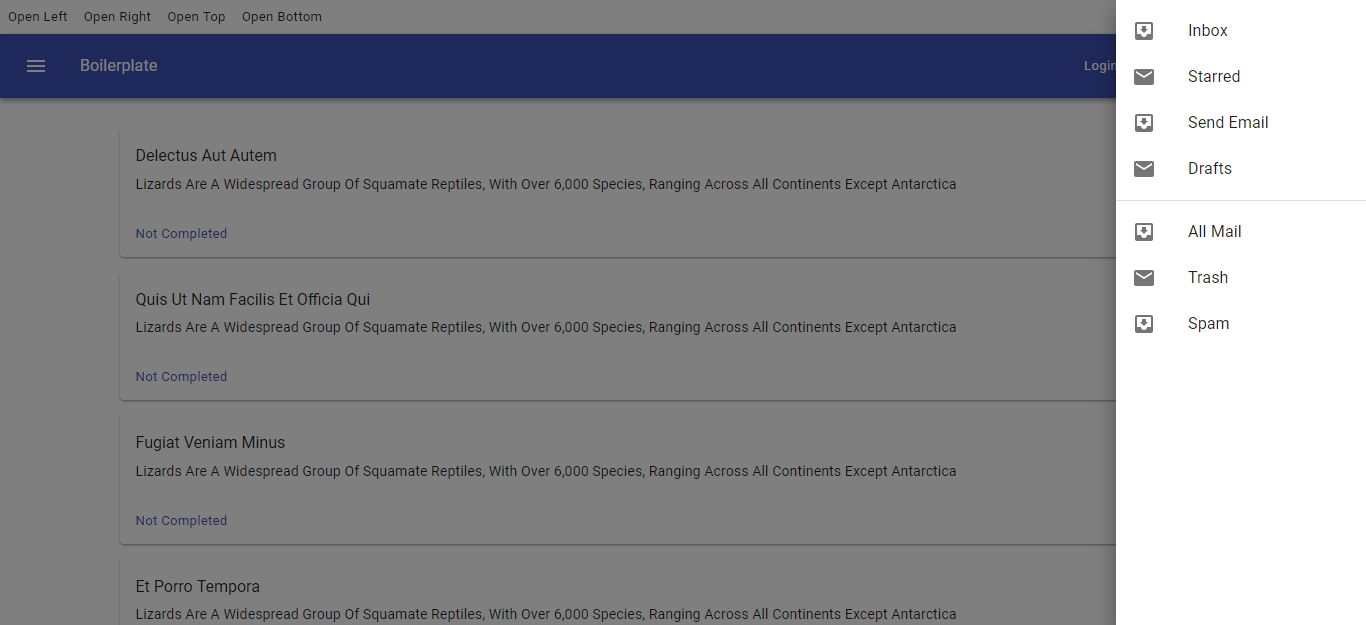 Open Left Open Right Open Top Open Bottom
Boilerplate
Login
Delectus Aut Autem
Lizards Are A Widespread Group Of Squamate Reptiles, With Over 6,000 Species, Ranging Across All Continents Except Antarctica
Not Completed
Quis Ut Nam Facilis Et Officia Qui
Lizards Are A Widespread Group Of Squamate Reptiles, With Over 6,000 Species, Ranging Across All Continents Except Antarctica
Not Completed
Fugiat Veniam Minus
Lizards Are A Widespread Group Of Squamate Reptiles, With Over 6,000 Species, Ranging Across All Continents Except Antarctica
Not Completed
Et Porro Tempora
Lizards Are A Widespread Group Of Squamate Reptiles, With Over 6,000 Species, Ranging Across All Continents Except Antarctica
Inbox
Starred
Send Email
Drafts
All Mail
Trash
Spam